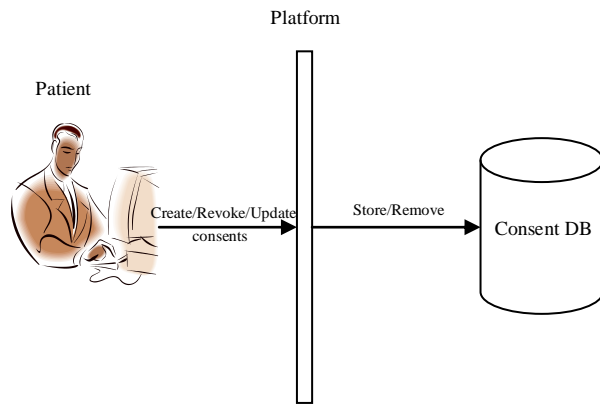 Platform
Patient
Create/Revoke/Update
consents
Store/Remove
Consent DB